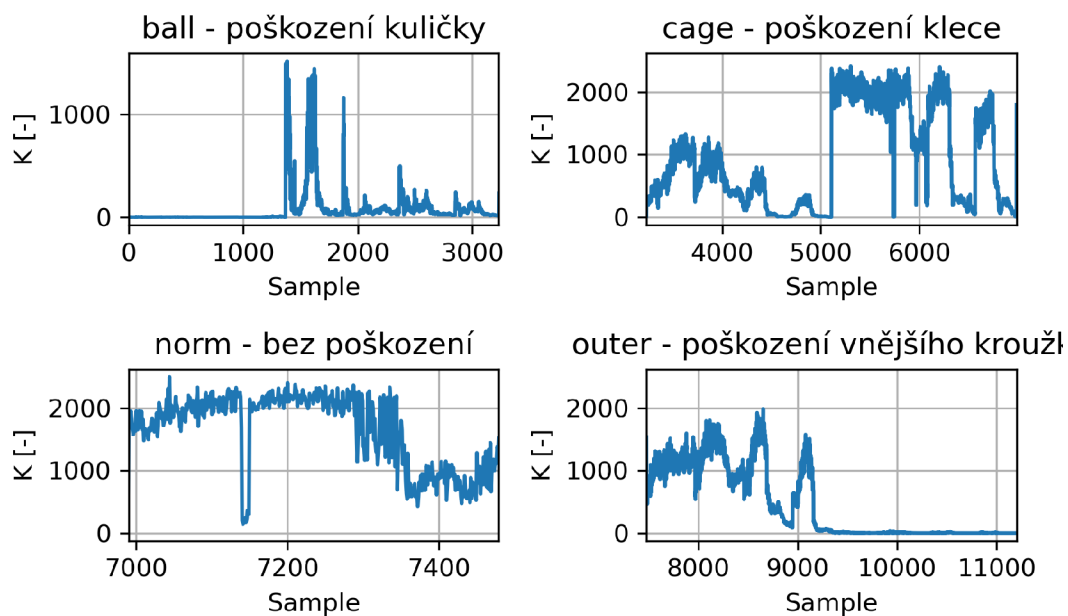 ball - poškození kuličky
K [-]
1000
0
0
1000
2000
3000
Sample
cage - poškození klece
K [-]
2000
1000
0
4000
5000
6000
Sample
norm - bez poškození
K [-]
2000
1000
0
7000
7200
7400
Sample
outer - poškození vnějšího kroužk
K [-]
2000
1000
0
8000
9000
10000
11000
Sample